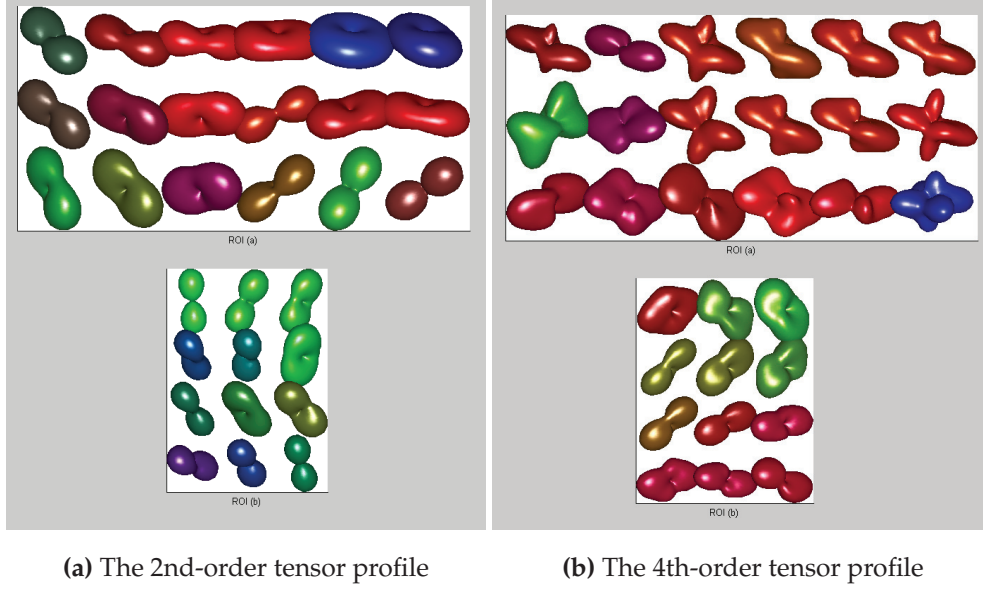 ROI (a)
ROI (a)
ROI (b)
ROI (b)
(a) The 2nd-order tensor profile
(b) The 4th-order tensor profile